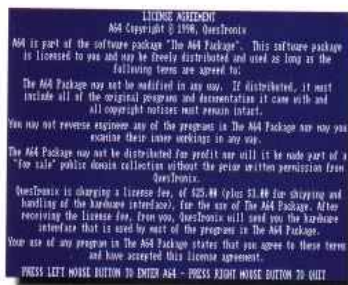 LICENSE AGREEMENT
A64 Copyright © 1990, QuesTronix
A64 is part of the software package "The A64 Package". This software package
is licensed to you and may be freely distributed and used as long as the
following terms are agreed to:
The A64 Package may not be modified in any way. If distributed, it must
include all of the original programs and documentation it came with and
all copyright notices must remain intact.
You may not reverse engineer any of the programs in The A64 Package nor may you
examine their inner workings in any way.
The A64 Package may not be distributed for profit nor will it be made part of a
"for sale" public domain collection without the prior written permission from
QuesTronix.
QuesTronix is charging a license fee, of $25.00 (plus $3.00 for shipping and
handling of the hardware interface), for the use of The A64 Package. After
receiving the license fee, from you, QuesTronix will send you the hardware
interface that is used by most of the programs in The A64 Package.
Your use of any program in The A64 Package states that you agree to these terms
and have accepted this license agreement.
PRESS LEFT MOUSE BUTTON TO ENTER A64 - PRESS RIGHT MOUSE BUTTON TO QUIT